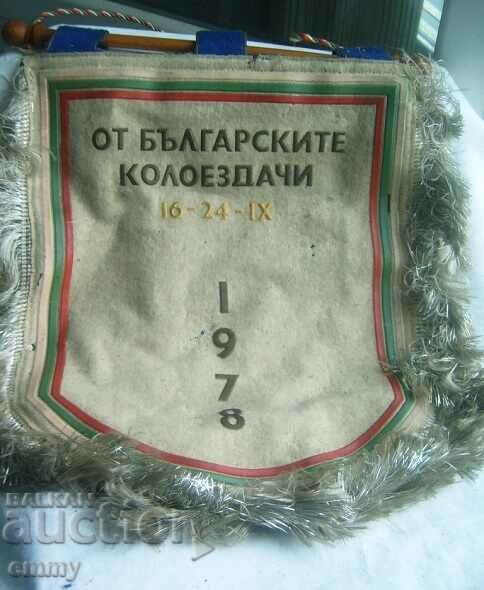 ОТ БЪЛГАРСКИТЕ
КОЛОЕЗДАЧИ
16-24-IX
1
9
7
8
BALKAN
auction
emmy